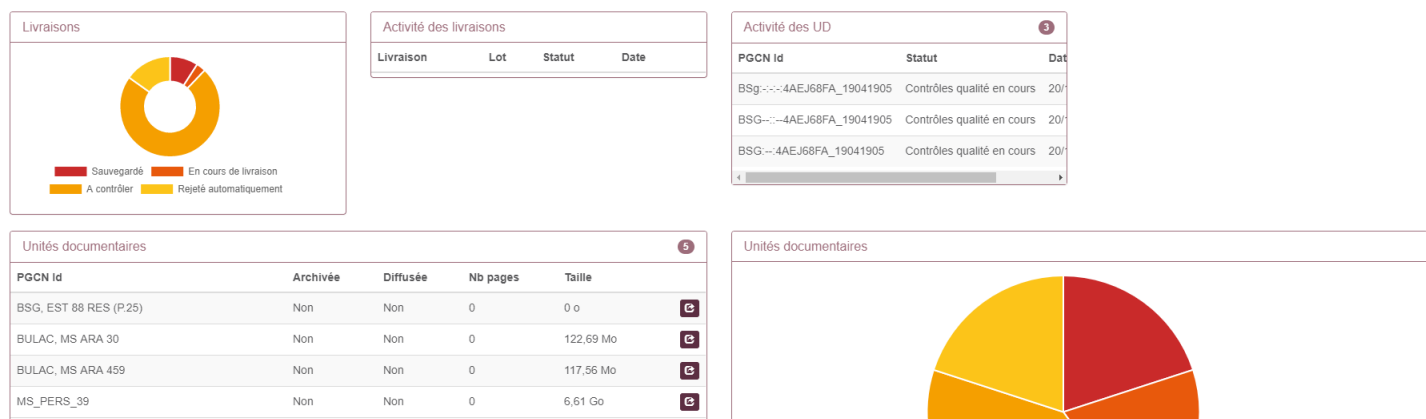 Livraisons
Sauvegardé En cours de livraison
A contrôler Rejeté automatiquement
Activité des livraisons
Livraison Lot Statut Date
Activité des UD 3
PGCN Id Statut Dat
BSg:-:-:-:4AEJ68FA_19041905 Contrôles qualité en cours 20/
BSG--::--4AEJ68FA_19041905 Contrôles qualité en cours 20/
BSG:--:4AEJ68FA_19041905 Contrôles qualité en cours 20/
Unités documentaires 5
PGCN Id Archivée Diffusée Nb pages Taille
BSG, EST 88 RES (P.25) Non Non 0 0 o
BULAC, MS ARA 30 Non Non 0 122,69 Mo
BULAC, MS ARA 459 Non Non 0 117,56 Mo
MS_PERS_39 Non Non 0 6,61 Go
Unités documentaires